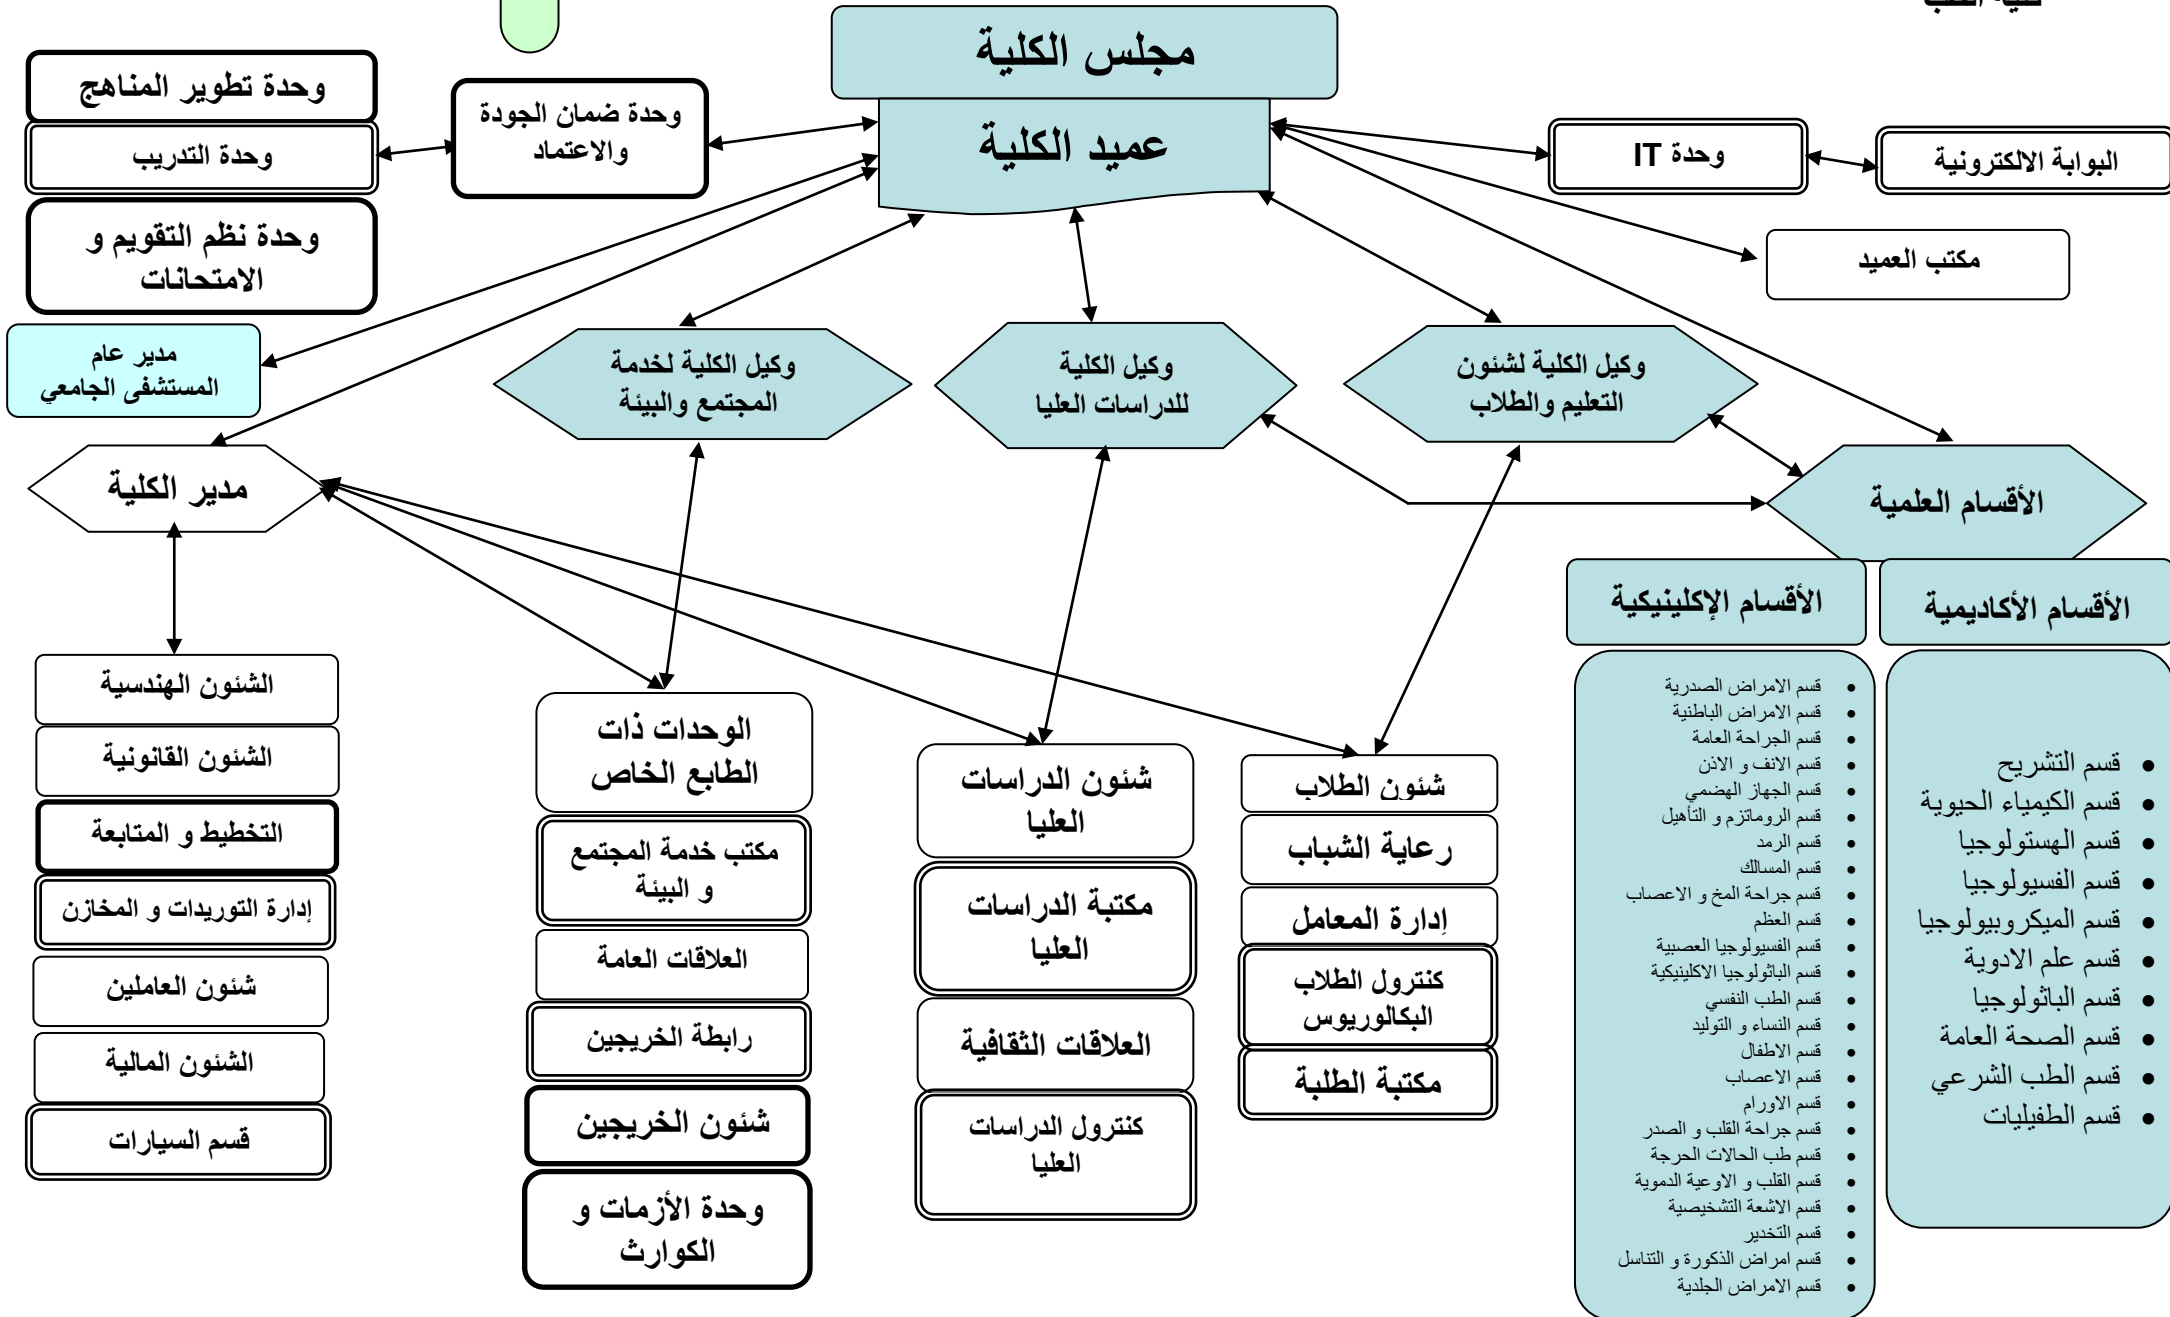 كلية الطب
مجلس الكلية
عميد الكلية
البوابة الالكترونية
وحدة IT
مكتب العميد
وحدة ضمان الجودة
والاعتماد
وحدة تطوير المناهج
وحدة التدريب
وحدة نظم التقويم و
الامتحانات
مدير عام
المستشفى الجامعي
وكيل الكلية لشئون
التعليم والطلاب
وكيل الكلية
للدراسات العليا
وكيل الكلية لخدمة
المجتمع والبيئة
مدير الكلية
الأقسام العلمية
الأقسام الأكاديمية
قسم التشريح
قسم الكيمياء الحيوية
قسم الهستولوجيا
قسم الفسيولوجيا
قسم الميكروبيولوجيا
قسم علم الادوية
قسم الباثولوجيا
قسم الصحة العامة
قسم الطب الشرعي
قسم الطفيليات
الأقسام الإكلينيكية
قسم الامراض الصدرية
قسم الامراض الباطنية
قسم الجراحة العامة
قسم الانف و الاذن
قسم الجهاز الهضمي
قسم الروماتزم و التأهيل
قسم الرمد
قسم المسالك
قسم جراحة المخ و الاعصاب
قسم العظم
قسم الفسيولوجيا العصبية
قسم الباثولوجيا الاكلينيكية
قسم الطب النفسي
قسم النساء و التوليد
قسم الاطفال
قسم الاعصاب
قسم الاورام
قسم جراحة القلب و الصدر
قسم طب الحالات الحرجة
قسم القلب و الاوعية الدموية
قسم الاشعة التشخيصية
قسم التخدير
قسم امراض الذكورة و التناسل
قسم الامراض الجلدية
شئون الطلاب
رعاية الشباب
إدارة المعامل
كنترول الطلاب
البكالوريوس
مكتبة الطلبة
شئون الدراسات
العليا
مكتبة الدراسات
العليا
العلاقات الثقافية
كنترول الدراسات
العليا
الوحدات ذات
الطابع الخاص
مكتب خدمة المجتمع
و البيئة
العلاقات العامة
رابطة الخريجين
شئون الخريجين
وحدة الأزمات و
الكوارث
الشئون الهندسية
الشئون القانونية
التخطيط و المتابعة
إدارة التوريدات و المخازن
شئون العاملين
الشئون المالية
قسم السيارات